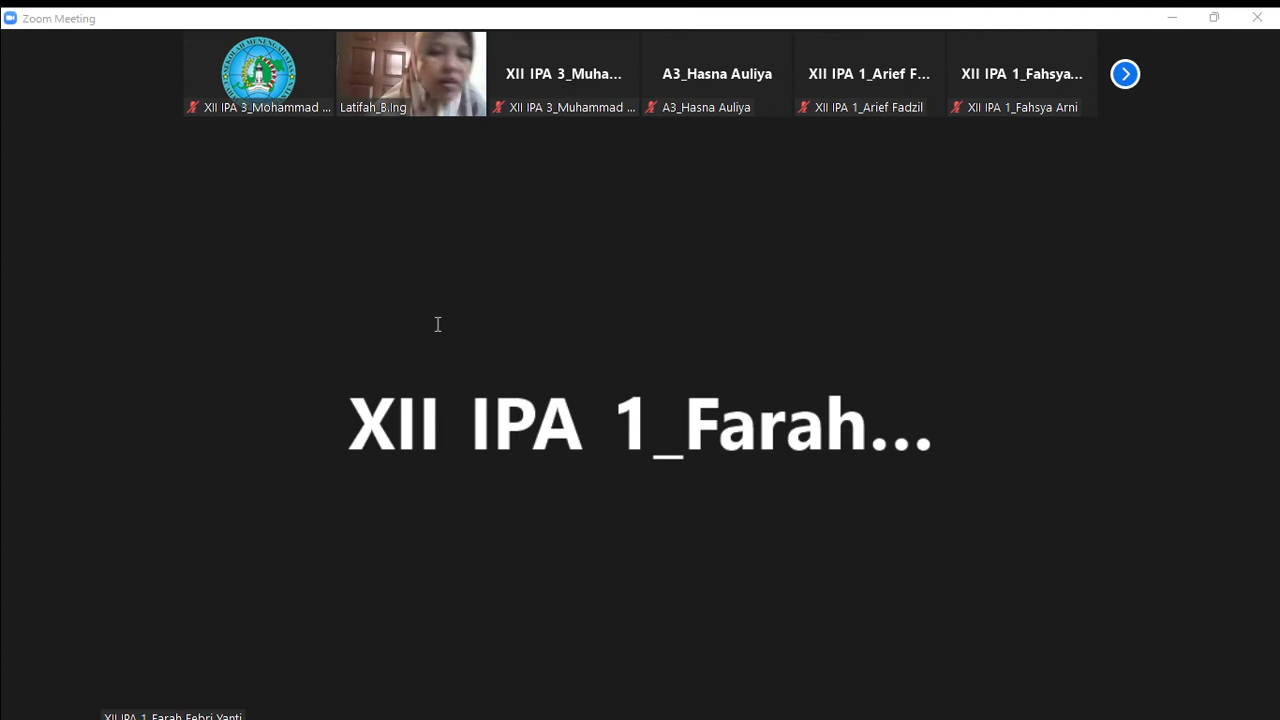 Zoom Meeting
XII IPA 3_Mohammad ...
Latifah_B.Ing
XII IPA 3_Muha...
XII IPA 3_Muhammad ...
A3_Hasna Auliya
A3_Hasna Auliya
XII IPA 1_Arief F...
XII IPA 1_Arief Fadzil
XII IPA 1_Fahsya...
XII IPA 1_Fahsya Arni
XII IPA 1_Farah...
XII IPA 1_Farah Febri Yanti